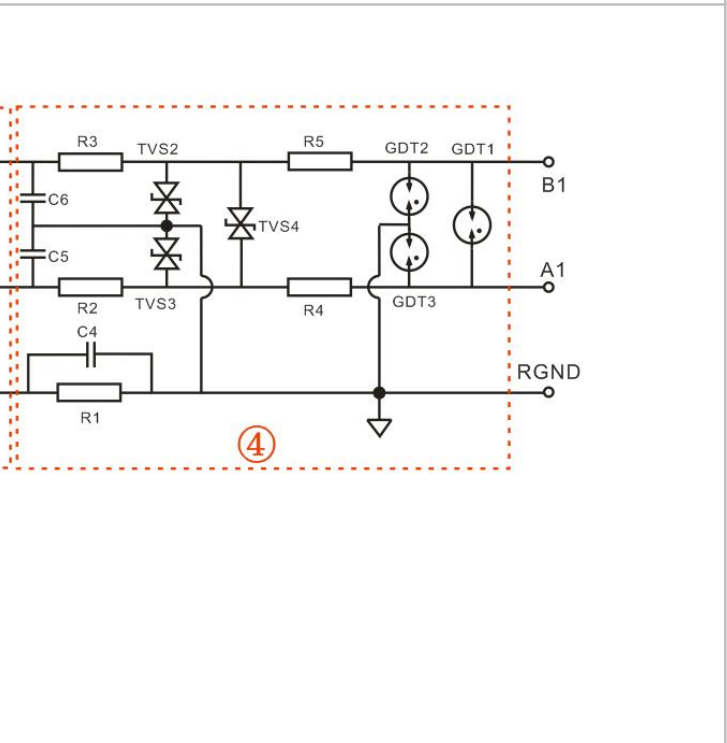 R3
TVS2
R5
GDT2
GDT1
B1
C6
TVS4
C5
A1
R2
TVS3
R4
GDT3
C4
RGND
R1
④